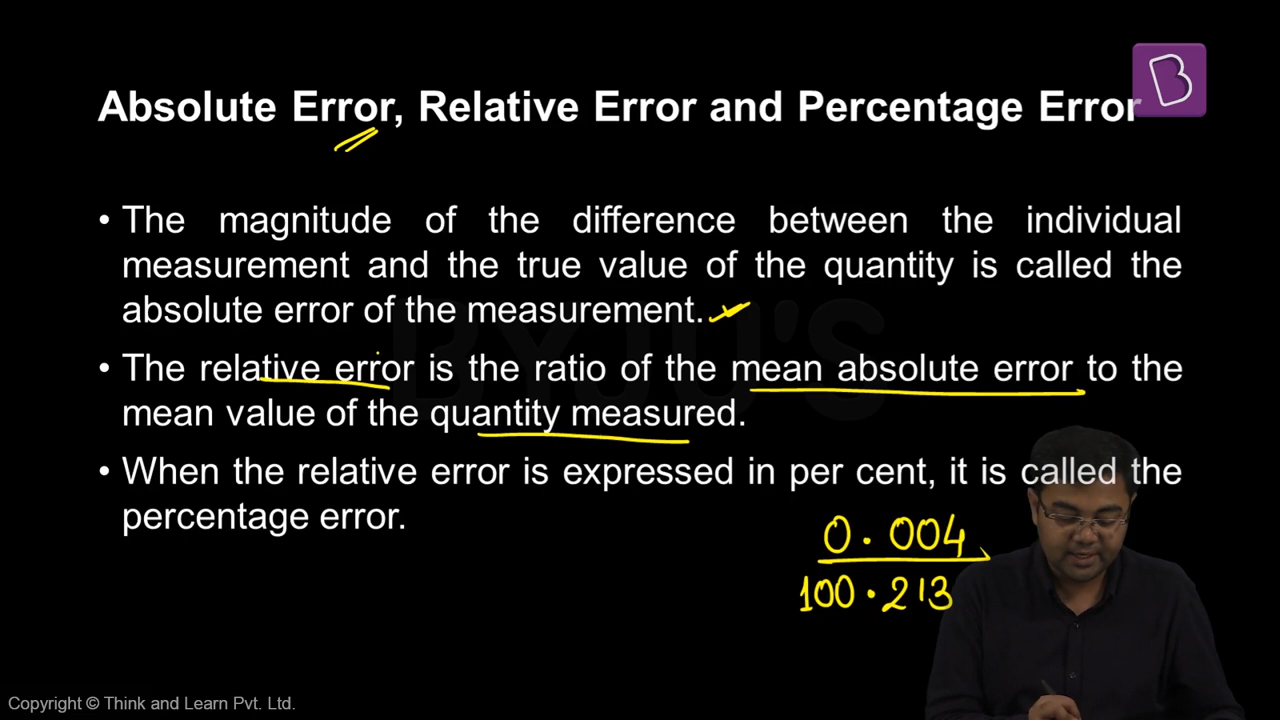 B
Absolute Error, Relative Error and Percentage Error
• The magnitude of the difference between the individual
measurement and the true value of the quantity is called the
absolute error of the measurement.
• The relative error is the ratio of the mean absolute error to the
mean value of the quantity measured.
• When the relative error is expressed in per cent, it is called the
percentage error.
0.004
100.213
BYJU'S
Copyright © Think and Learn Pvt. Ltd.